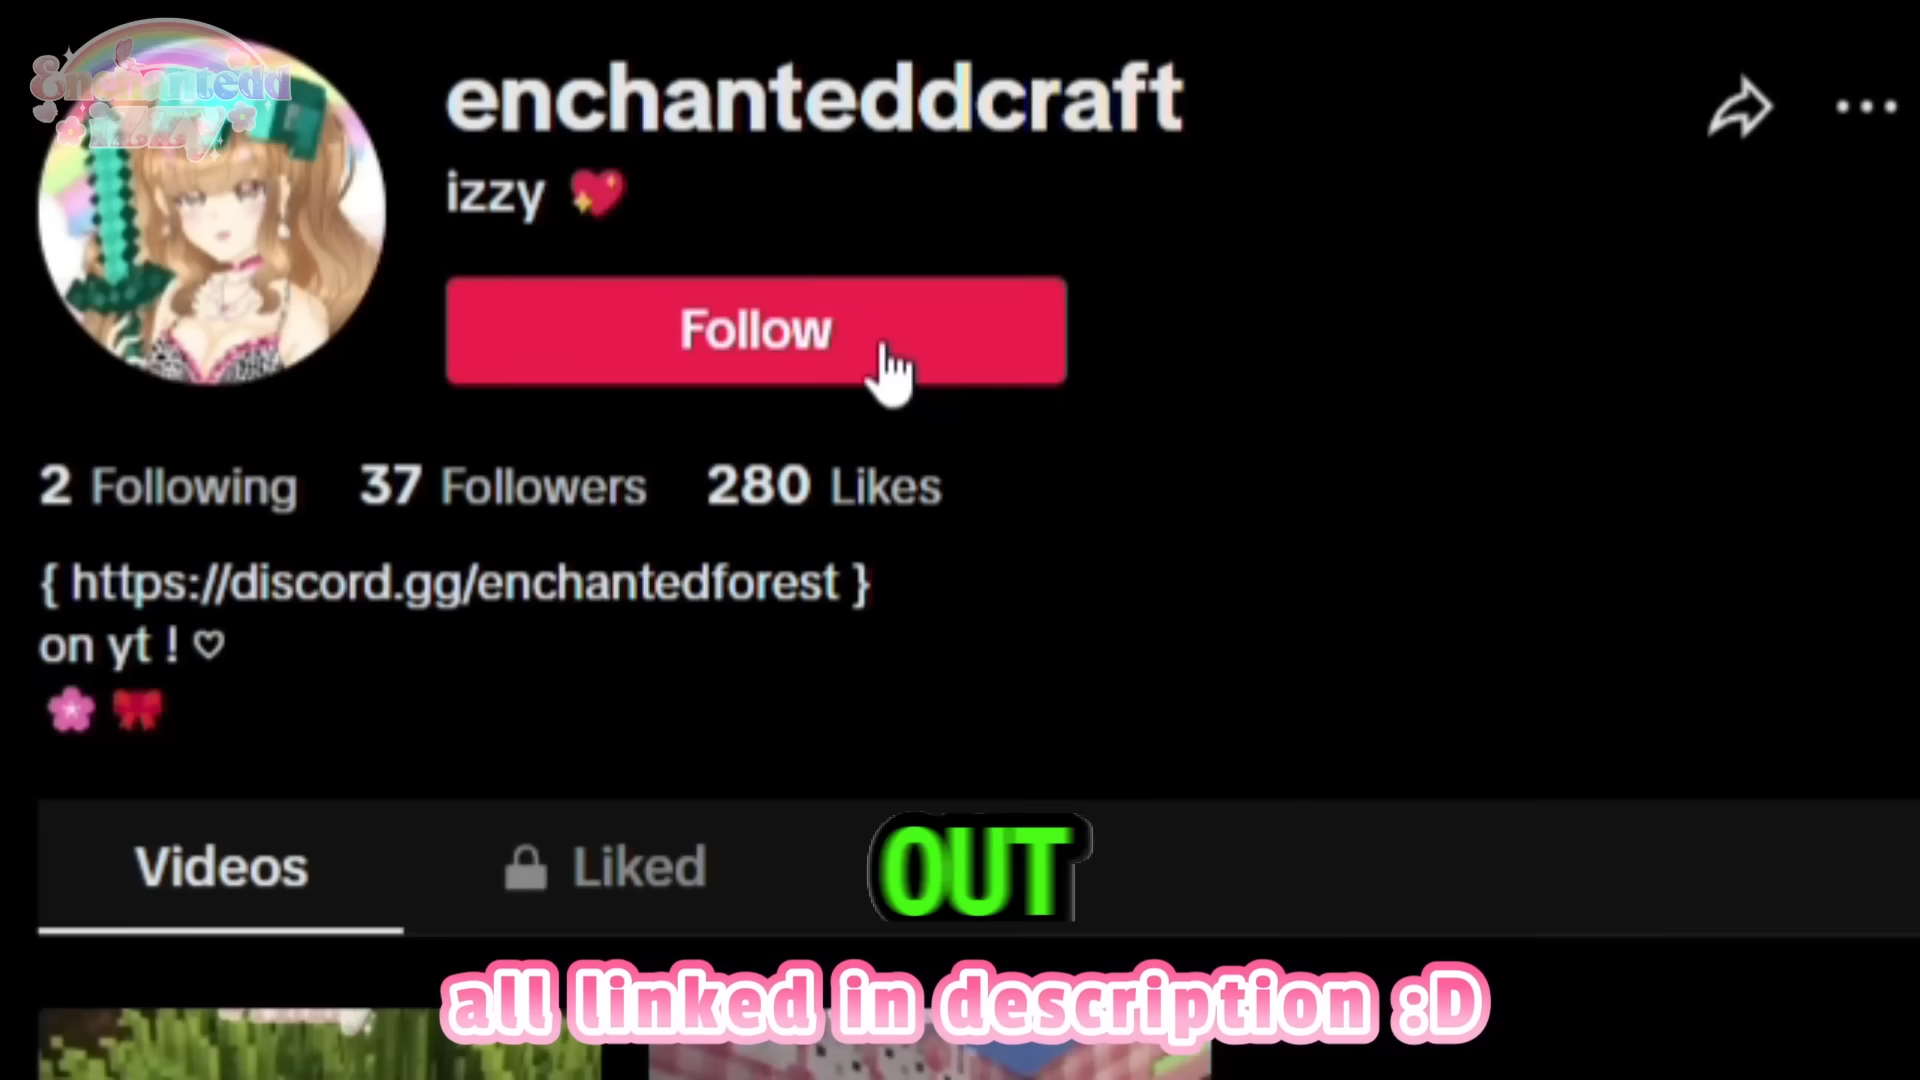 Enchantedd
izzy
enchanteddcraft
izzy 💖
Follow
2 Following 37 Followers 280 Likes
{ https://discord.gg/enchantedforest }
on yt ! ♡
🌸 🎀
Videos Liked
OUT
all linked in description :D